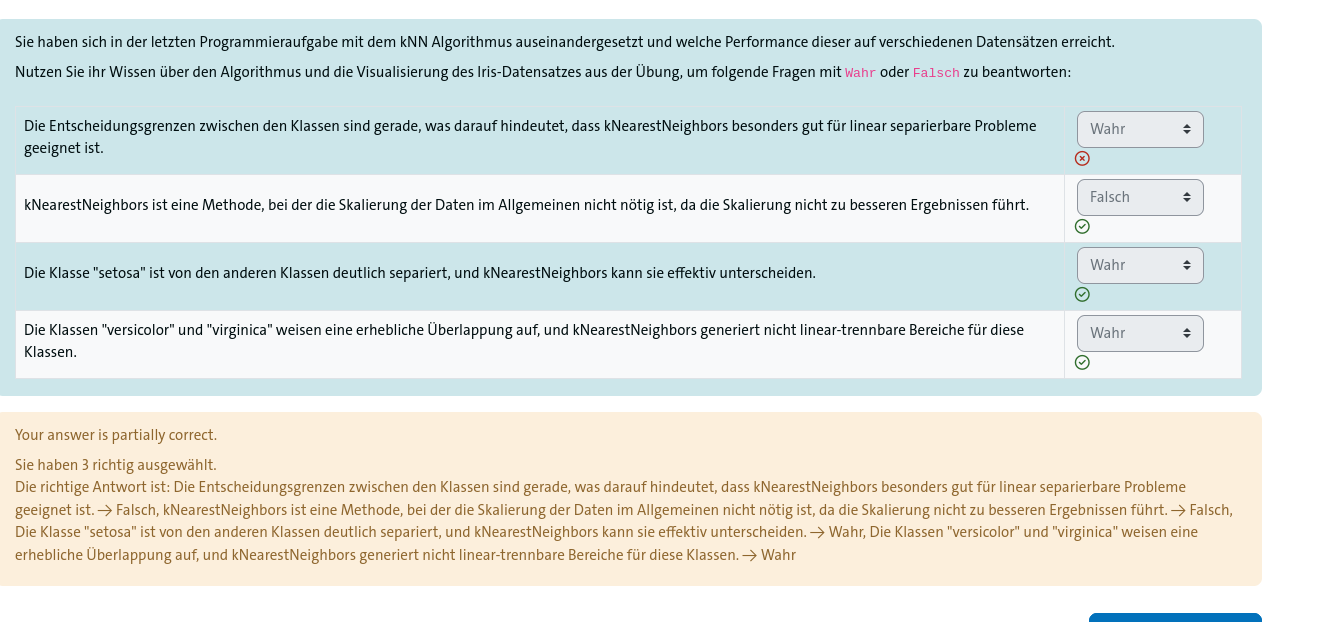 Sie haben sich in der letzten Programmieraufgabe mit dem kNN Algorithmus auseinandergesetzt und welche Performance dieser auf verschiedenen Datensätzen erreicht.
Nutzen Sie ihr Wissen über den Algorithmus und die Visualisierung des Iris-Datensatzes aus der Übung, um folgende Fragen mit Wahr oder Falsch zu beantworten:
Die Entscheidungsgrenzen zwischen den Klassen sind gerade, was darauf hindeutet, dass kNearestNeighbors besonders gut für linear separierbare Probleme
geeignet ist.
Wahr
kNearestNeighbors ist eine Methode, bei der die Skalierung der Daten im Allgemeinen nicht nötig ist, da die Skalierung nicht zu besseren Ergebnissen führt.
Falsch
Die Klasse "setosa" ist von den anderen Klassen deutlich separiert, und kNearestNeighbors kann sie effektiv unterscheiden.
Wahr
Die Klassen "versicolor" und "virginica" weisen eine erhebliche Überlappung auf, und kNearestNeighbors generiert nicht linear-trennbare Bereiche für diese
Klassen.
Wahr
Your answer is partially correct.
Sie haben 3 richtig ausgewählt.
Die richtige Antwort ist: Die Entscheidungsgrenzen zwischen den Klassen sind gerade, was darauf hindeutet, dass kNearestNeighbors besonders gut für linear separierbare Probleme
geeignet ist. → Falsch, kNearestNeighbors ist eine Methode, bei der die Skalierung der Daten im Allgemeinen nicht nötig ist, da die Skalierung nicht zu besseren Ergebnissen führt. → Falsch,
Die Klasse "setosa" ist von den anderen Klassen deutlich separiert, und kNearestNeighbors kann sie effektiv unterscheiden. → Wahr, Die Klassen "versicolor" und "virginica" weisen eine
erhebliche Überlappung auf, und kNearestNeighbors generiert nicht linear-trennbare Bereiche für diese Klassen. → Wahr